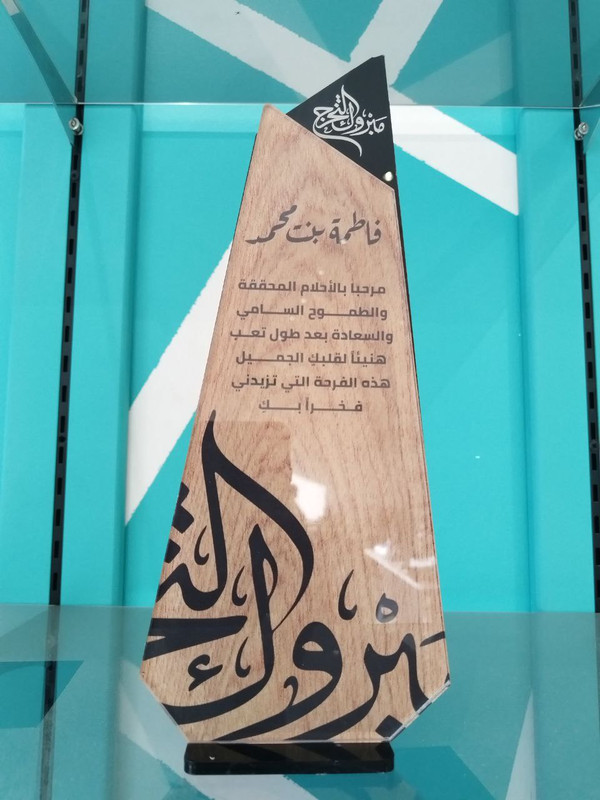 مبروك التخرج
فاطمة بنت محمد
مرحبا بالأحلام المحققة
والطموح السامي
والسعادة بعد طول تعب
هنيئاً لقلبكِ الجميل
هذه الفرحة التي تزيدني
فخراً بكِ
مبروك التخ